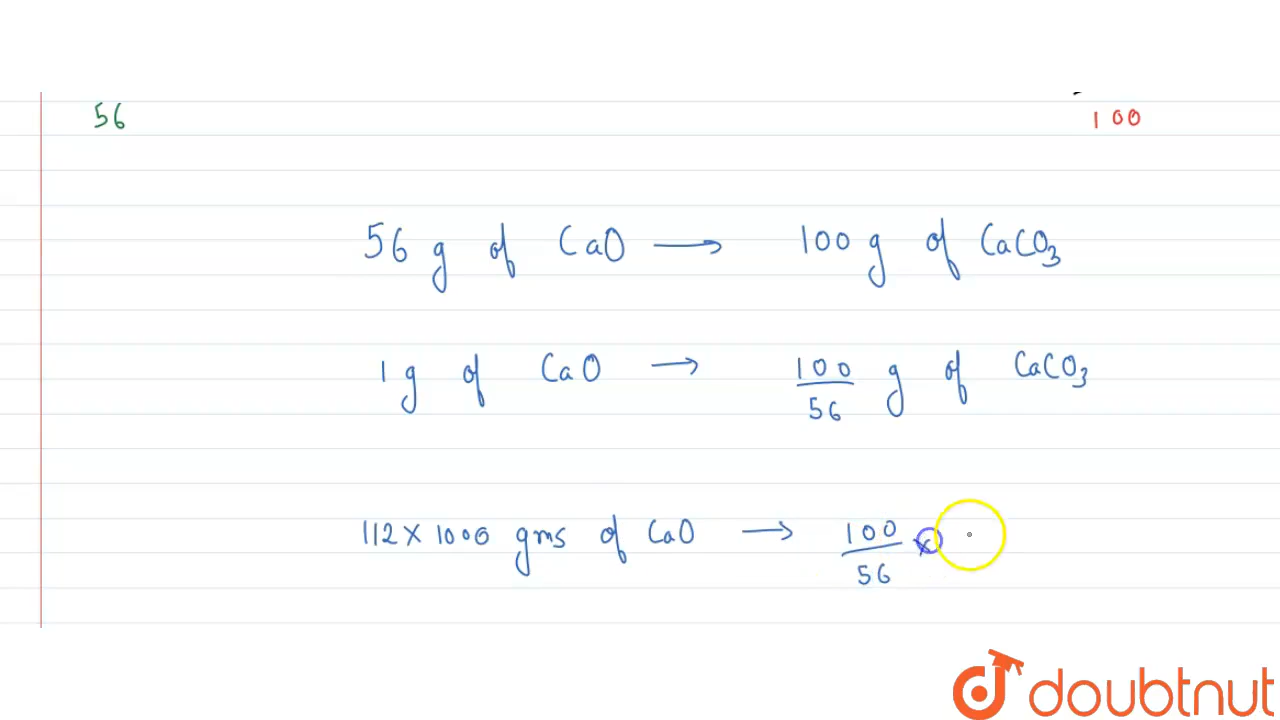 56 100
56 g of CaO → 100 g of CaCO₃
1 g of CaO → 100/56 g of CaCO₃
112 × 1000 gms of CaO → 100/56 ×
doubtnut